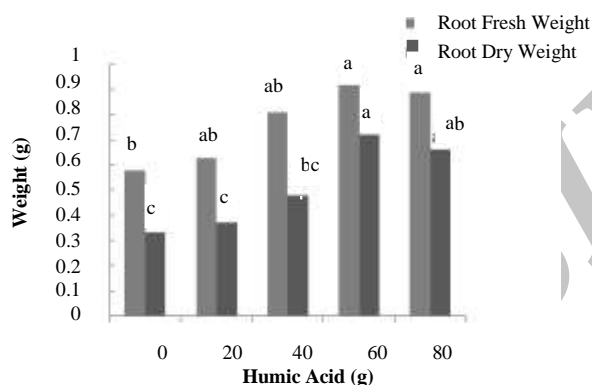 Root Fresh Weight
Root Dry Weight
1
0.9
0.8
0.7
0.6
0.5
0.4
0.3
0.2
0.1
0
Weight (g)
b
c
ab
c
ab
bc
a
a
a
ab
0 20 40 60 80
Humic Acid (g)